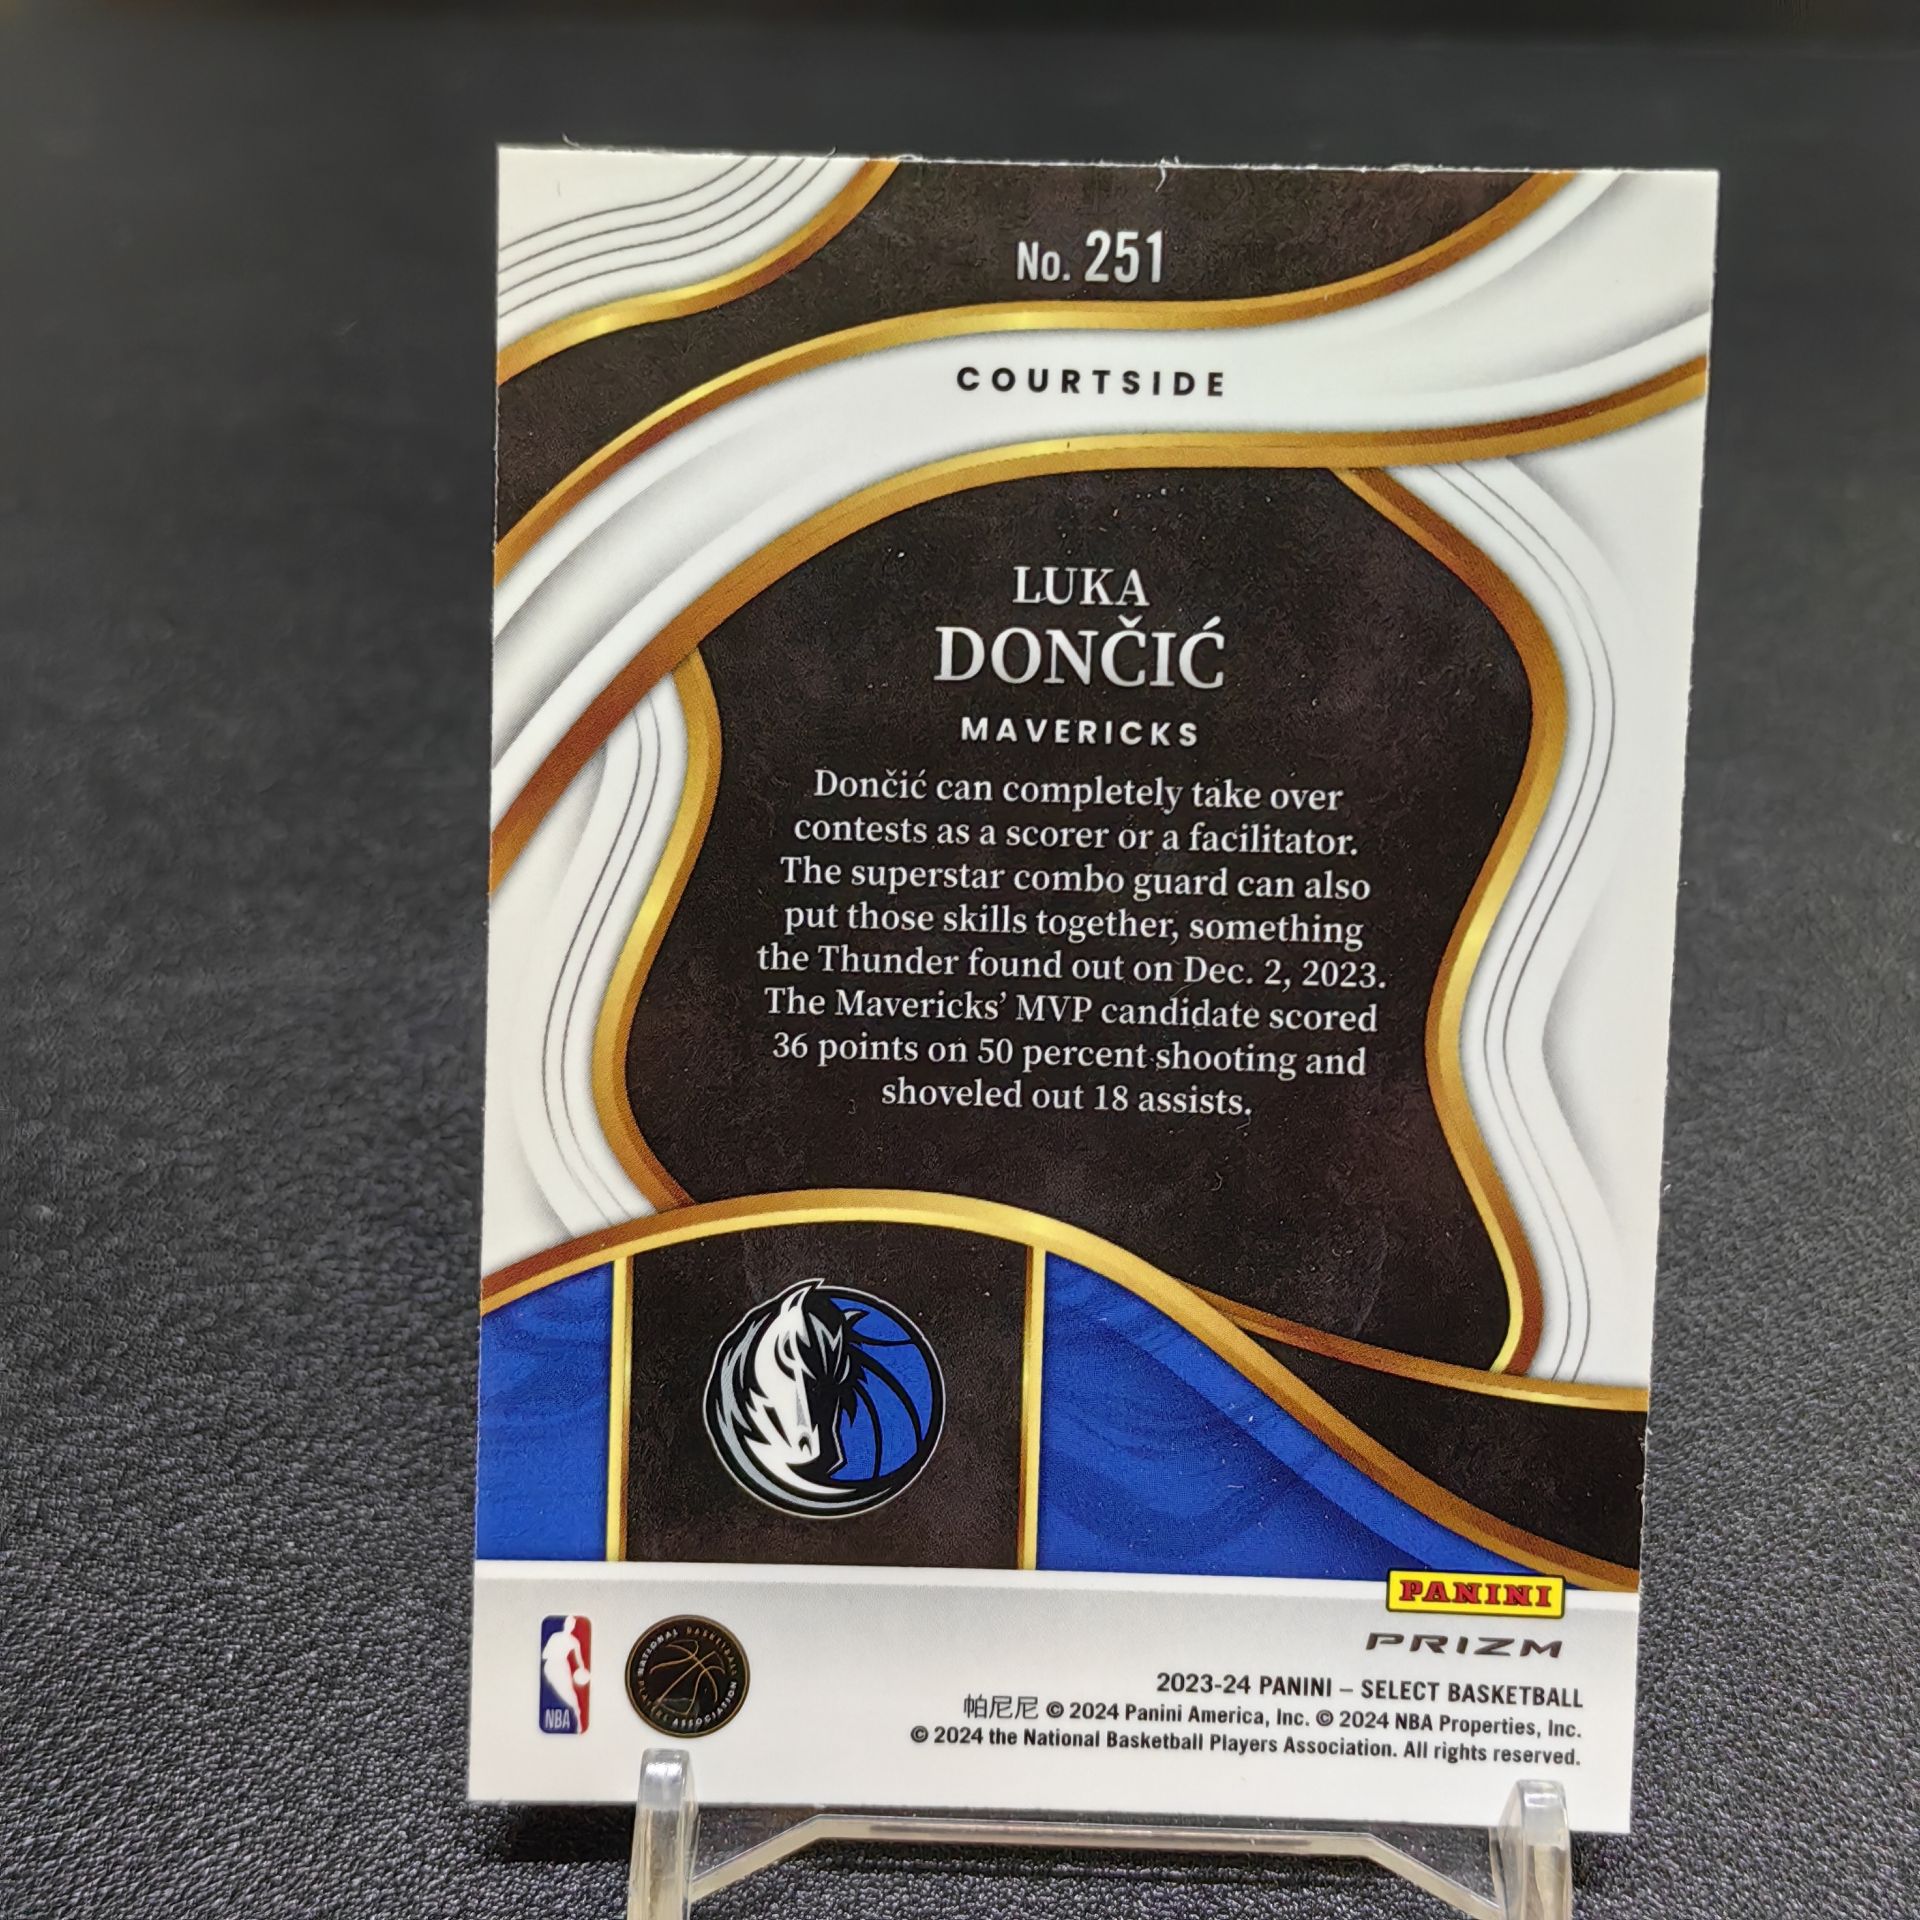 No. 251
COURTSIDE
LUKA
DONČIĆ
MAVERICKS
Dončić can completely take over
contests as a scorer or a facilitator.
The superstar combo guard can also
put those skills together, something
the Thunder found out on Dec. 2, 2023.
The Mavericks’ MVP candidate scored
36 points on 50 percent shooting and
shoveled out 18 assists.
PANINI
PRIZM
NBA
NATIONAL BASKETBALL
PLAYERS ASSOCIATION
2023-24 PANINI – SELECT BASKETBALL
帕尼尼 © 2024 Panini America, Inc. © 2024 NBA Properties, Inc.
© 2024 the National Basketball Players Association. All rights reserved.